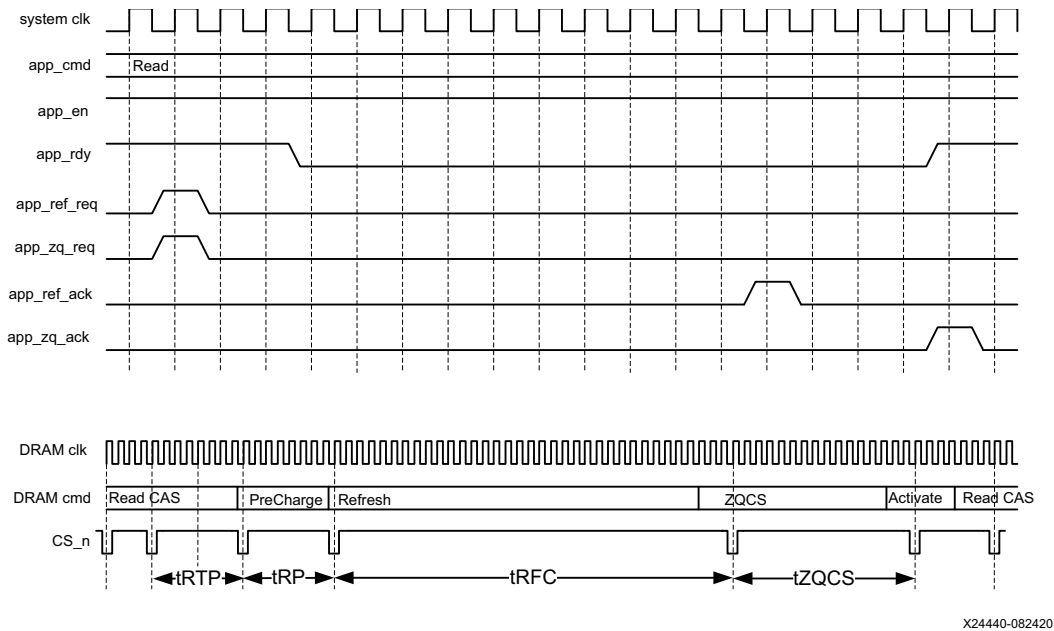 system clk
app_cmd Read
app_en
app_rdy
app_ref_req
app_zq_req
app_ref_ack
app_zq_ack
DRAM clk
DRAM cmd Read CAS PreCharge Refresh ZQCS Activate Read CAS
CS_n
tRTP tRP tRFC tZQCS
X24440-082420